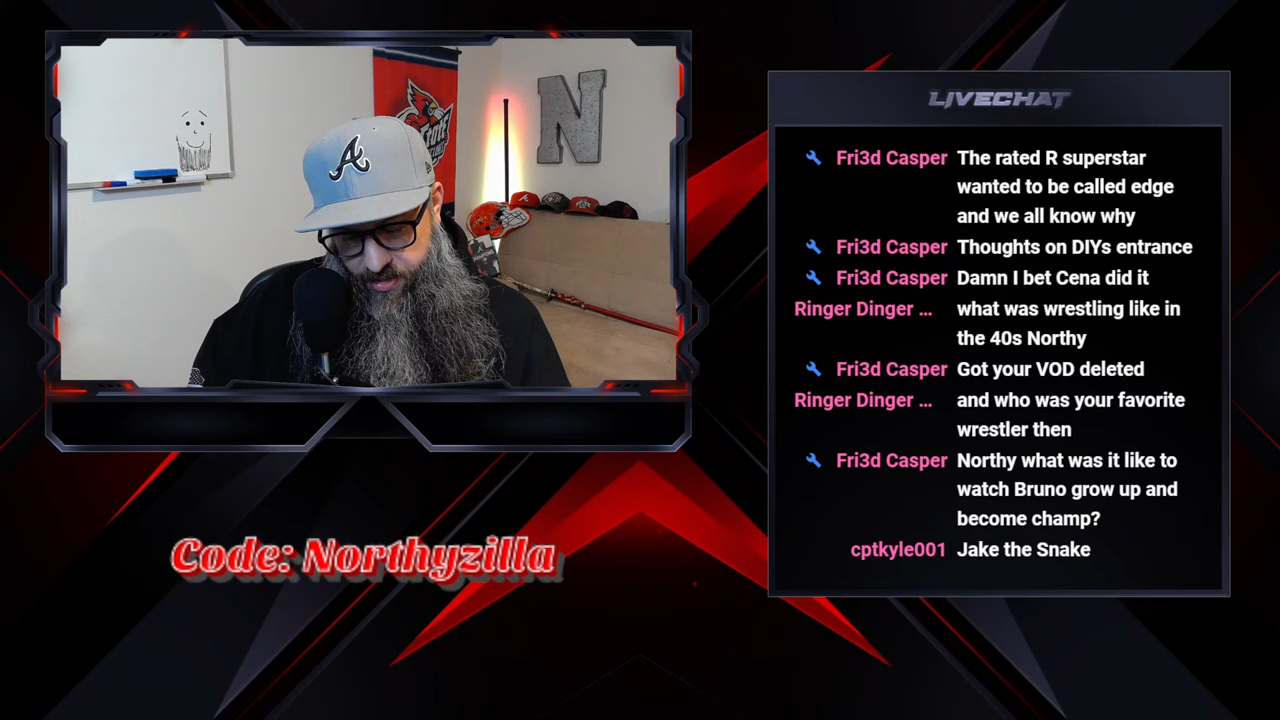 A
N
LIVECHAT
Fri3d Casper The rated R superstar
wanted to be called edge
and we all know why
Fri3d Casper Thoughts on DIYs entrance
Fri3d Casper Damn I bet Cena did it
Ringer Dinger ... what was wrestling like in
the 40s Northy
Fri3d Casper Got your VOD deleted
Ringer Dinger ... and who was your favorite
wrestler then
Fri3d Casper Northy what was it like to
watch Bruno grow up and
become champ?
cptkyle001 Jake the Snake
Code: Northyzilla